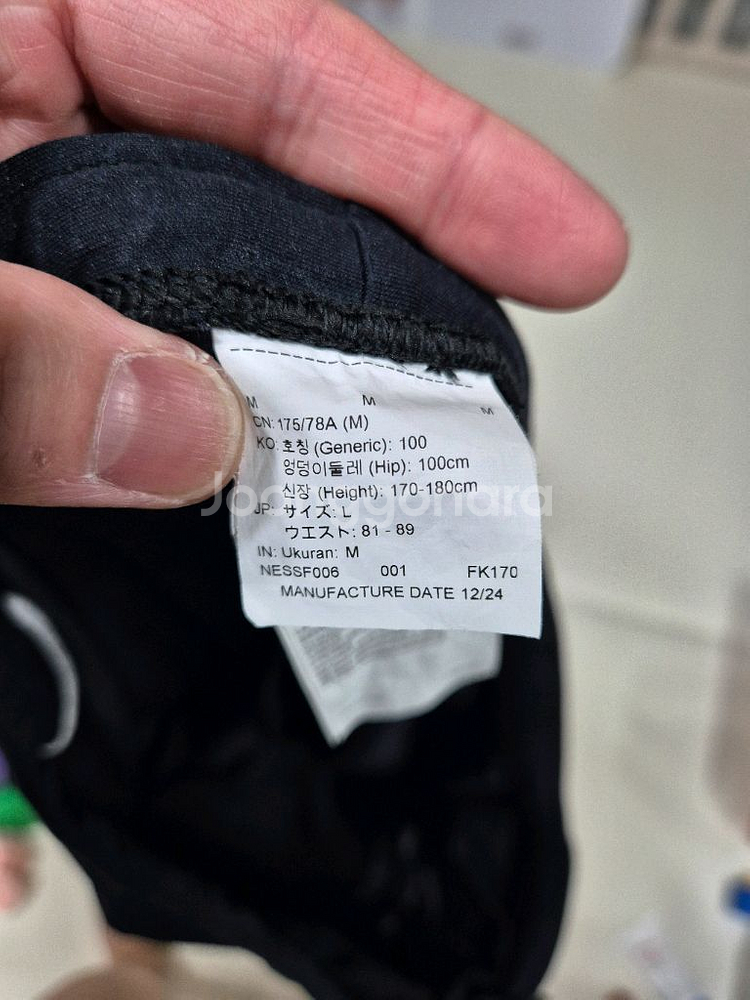 M M M
CN: 175/78A (M)
KO: 호칭 (Generic): 100
엉덩이둘레 (Hip): 100cm
신장 (Height): 170-180cm
JP: サイズ: L
ウエスト: 81 - 89
IN: Ukuran: M
NESSF006 001 FK170
MANUFACTURE DATE 12/24
Joonggonara